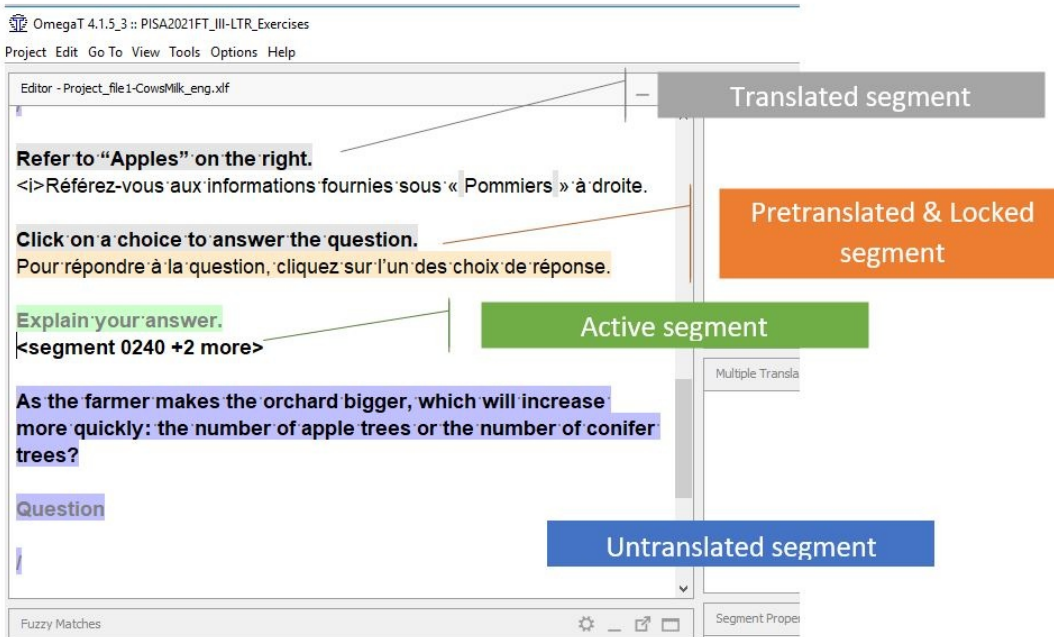 OmegaT 4.1.5_3 :: PISA2021FT_III-LTR_Exercises
Project Edit Go To View Tools Options Help
Editor - Project_file1-CowsMilk_eng.xlf
Translated segment
/
Refer to “Apples” on the right.
<i>Référez-vous aux informations fournies sous « Pommiers » à droite.
Pretranslated & Locked
segment
Click on a choice to answer the question.
Pour répondre à la question, cliquez sur l’un des choix de réponse.
Explain your answer.
<segment 0240 +2 more>
Active segment
Multiple Transla
As the farmer makes the orchard bigger, which will increase
more quickly: the number of apple trees or the number of conifer
trees?
Question
Untranslated segment
/
Fuzzy Matches
Segment Proper